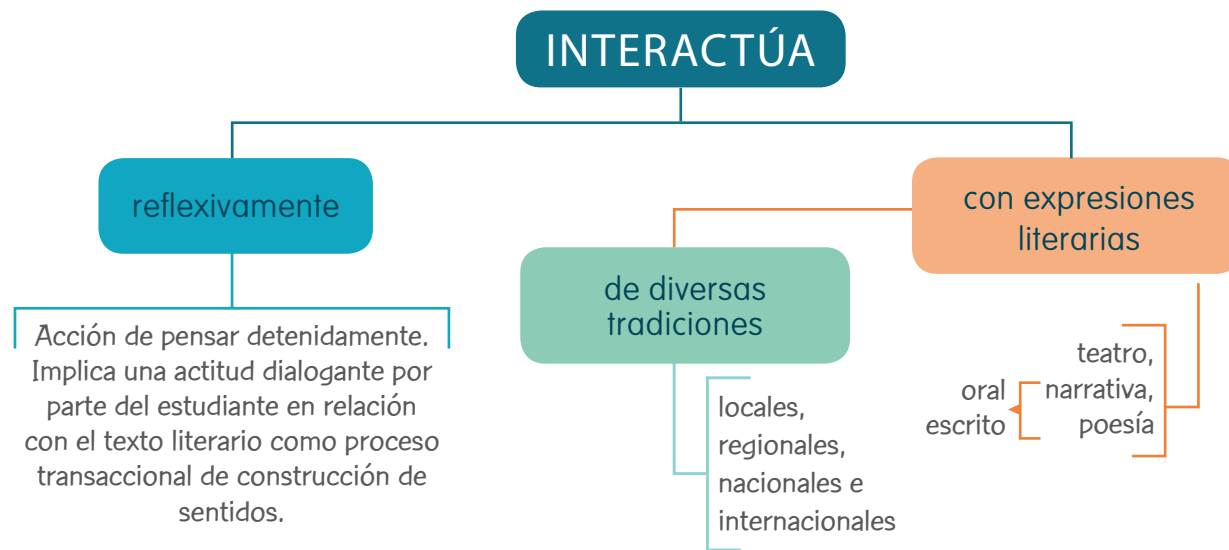 INTERACTÚA
reflexivamente
Acción de pensar detenidamente.
Implica una actitud dialogante por
parte del estudiante en relación
con el texto literario como proceso
transaccional de construcción de
sentidos.
con expresiones
literarias
de diversas
tradiciones
locales,
regionales,
nacionales e
internacionales
teatro,
narrativa,
poesía
oral
escrito